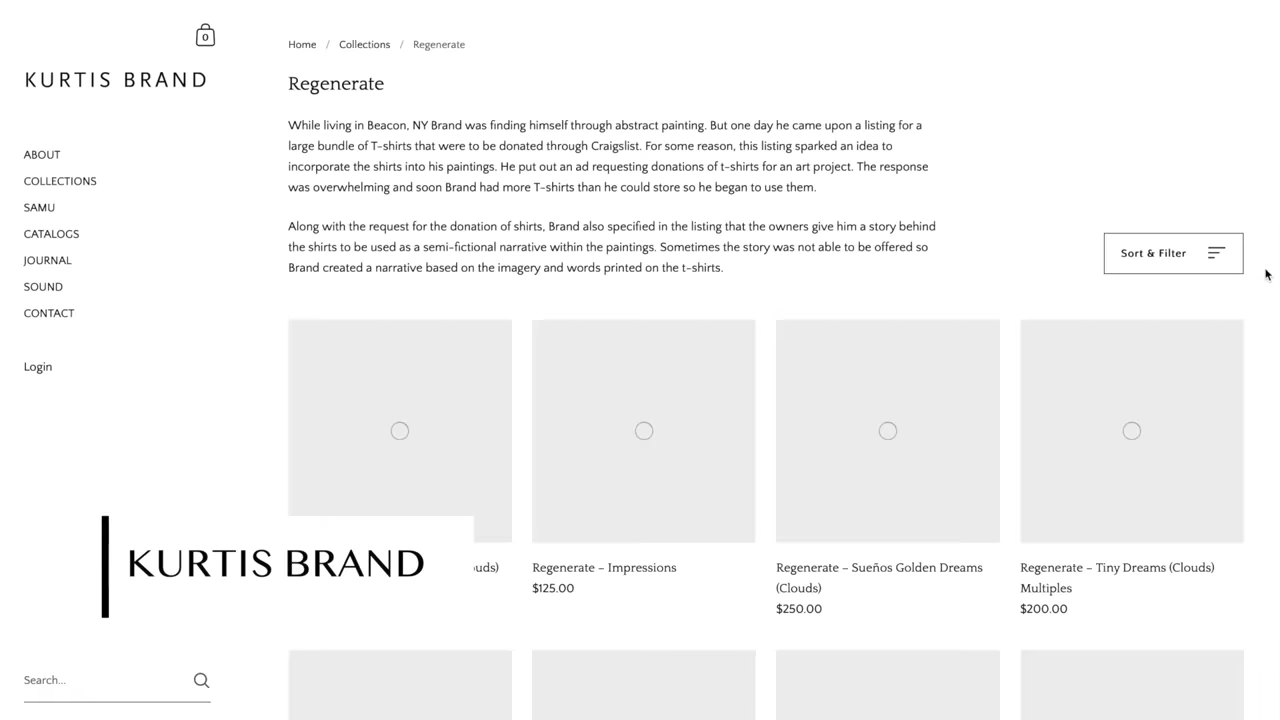 0
KURTIS BRAND
ABOUT
COLLECTIONS
SAMU
CATALOGS
JOURNAL
SOUND
CONTACT
Login
Search...
Home / Collections / Regenerate
Regenerate
While living in Beacon, NY Brand was finding himself through abstract painting. But one day he came upon a listing for a
large bundle of T-shirts that were to be donated through Craigslist. For some reason, this listing sparked an idea to
incorporate the shirts into his paintings. He put out an ad requesting donations of t-shirts for an art project. The response
was overwhelming and soon Brand had more T-shirts than he could store so he began to use them.
Along with the request for the donation of shirts, Brand also specified in the listing that the owners give him a story behind
the shirts to be used as a semi-fictional narrative within the paintings. Sometimes the story was not able to be offered so
Brand created a narrative based on the imagery and words printed on the t-shirts.
Sort & Filter
KURTIS BRAND
Regenerate – Impressions
$125.00
Regenerate – Sueños Golden Dreams
(Clouds)
$250.00
Regenerate – Tiny Dreams (Clouds)
Multiples
$200.00